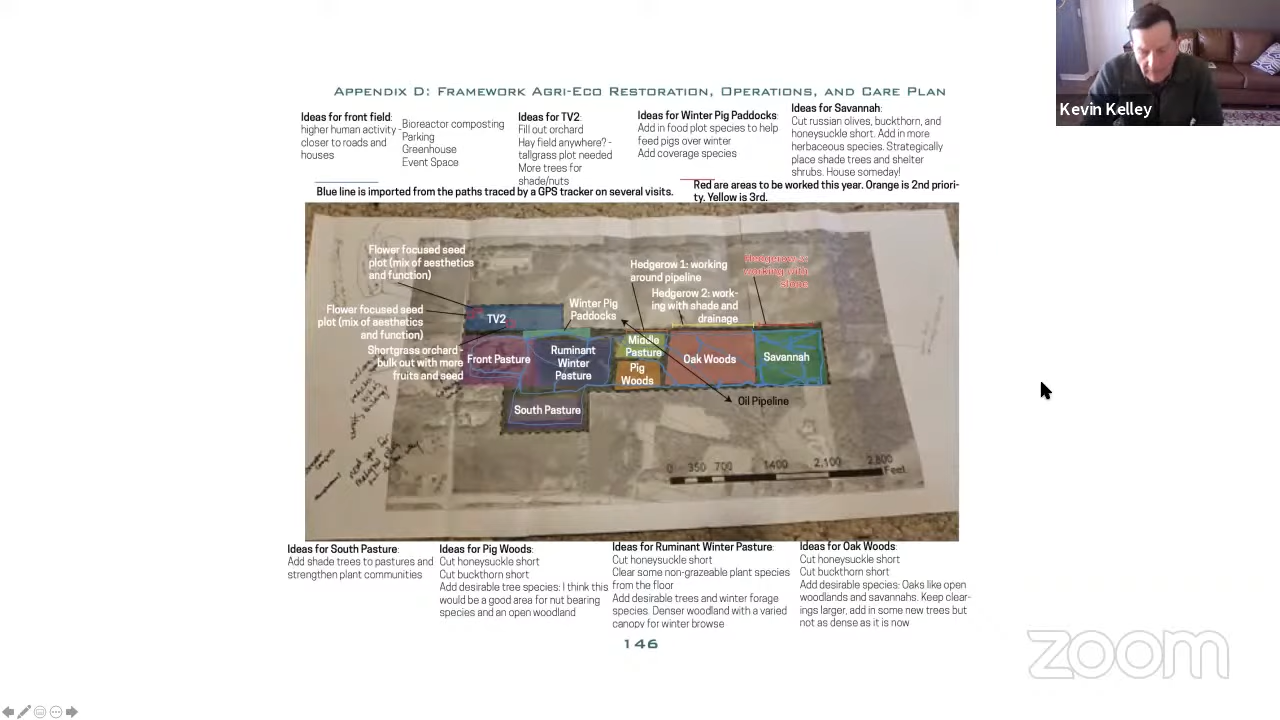 APPENDIX D: FRAMEWORK AGRI-ECO RESTORATION, OPERATIONS, AND CARE PLAN
Ideas for front field:
higher human activity -
closer to roads and
houses
Bioreactor composting
Parking
Greenhouse
Event Space
Ideas for TV2:
Fill out orchard
Hay field anywhere? -
tallgrass plot needed
More trees for
shade/nuts
Ideas for Winter Pig Paddocks:
Add in food plot species to help
feed pigs over winter
Add coverage species
Ideas for Savannah:
Cut russian olives, buckthorn, and
honeysuckle short. Add in more
herbaceous species. Strategically
place shade trees and shelter
shrubs. House someday!
Blue line is imported from the paths traced by a GPS tracker on several visits.
Red are areas to be worked this year. Orange is 2nd priori-
ty. Yellow is 3rd.
Flower focused seed
plot (mix of aesthetics
and function)
Flower focused seed
plot (mix of aesthetics
and function)
Shortgrass orchard -
bulk out with more
fruits and seed
TV2
Winter Pig
Paddocks
Hedgerow 1: working
around pipeline
Hedgerow 2: work-
ing with shade and
drainage
working with
slope
Front Pasture
Ruminant
Winter
Pasture
Middle
Pasture
Pig
Woods
Oak Woods
Savannah
South Pasture
Oil Pipeline
0 350 700 1400 2,100 2,800
Feet
Ideas for South Pasture:
Add shade trees to pastures and
strengthen plant communities
Ideas for Pig Woods:
Cut honeysuckle short
Cut buckthorn short
Add desirable tree species: I think this
would be a good area for nut bearing
species and an open woodland
Ideas for Ruminant Winter Pasture:
Cut honeysuckle short
Clear some non-grazeable plant species
from the floor
Add desirable trees and winter forage
species. Denser woodland with a varied
canopy for winter browse
Ideas for Oak Woods:
Cut honeysuckle short
Cut buckthorn short
Add desirable species: Oaks like open
woodlands and savannahs. Keep clear-
ings larger, add in some new trees but
not as dense as it is now
146
Kevin Kelley
zoom